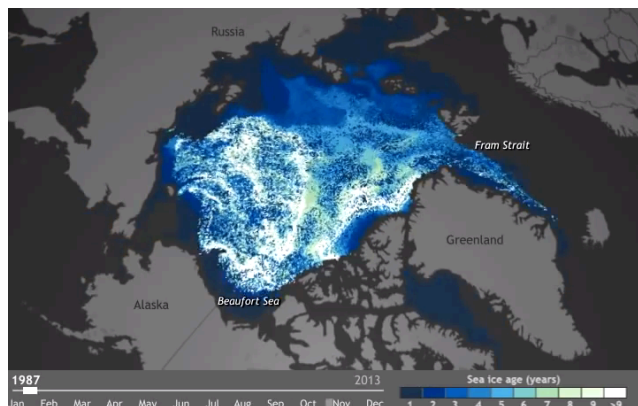 Russia
Fram Strait
Greenland
Alaska
Beaufort Sea
1987 2013 Sea ice age (years)
Jan Feb Mar Apr May Jun Jul Aug Sep Oct Nov Dec 1 2 3 4 5 6 7 8 9 >9